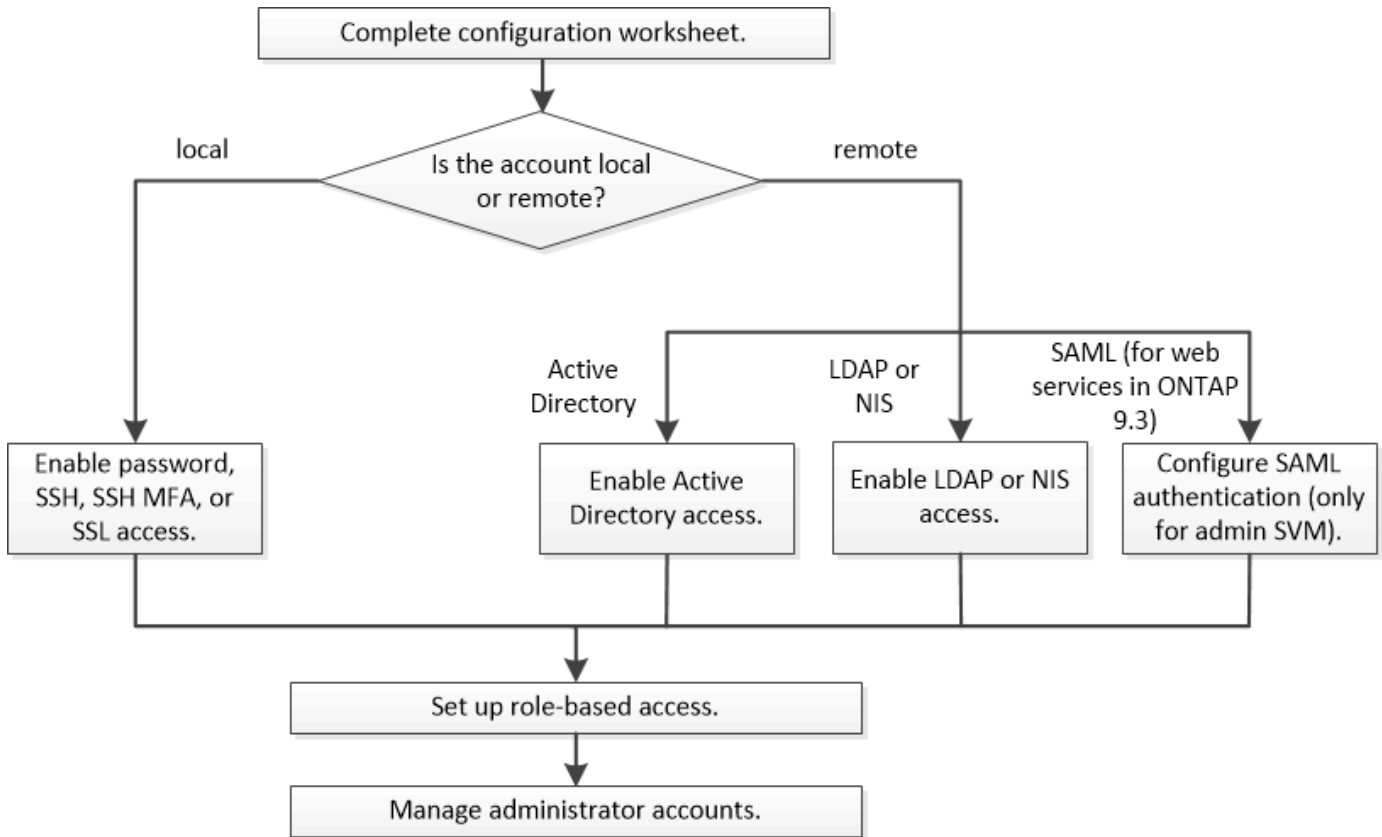 Complete configuration worksheet.
local
Is the account local
or remote?
remote
Active
Directory
LDAP or
NIS
SAML (for web
services in ONTAP
9.3)
Enable password,
SSH, SSH MFA, or
SSL access.
Enable Active
Directory access.
Enable LDAP or NIS
access.
Configure SAML
authentication (only
for admin SVM).
Set up role-based access.
Manage administrator accounts.